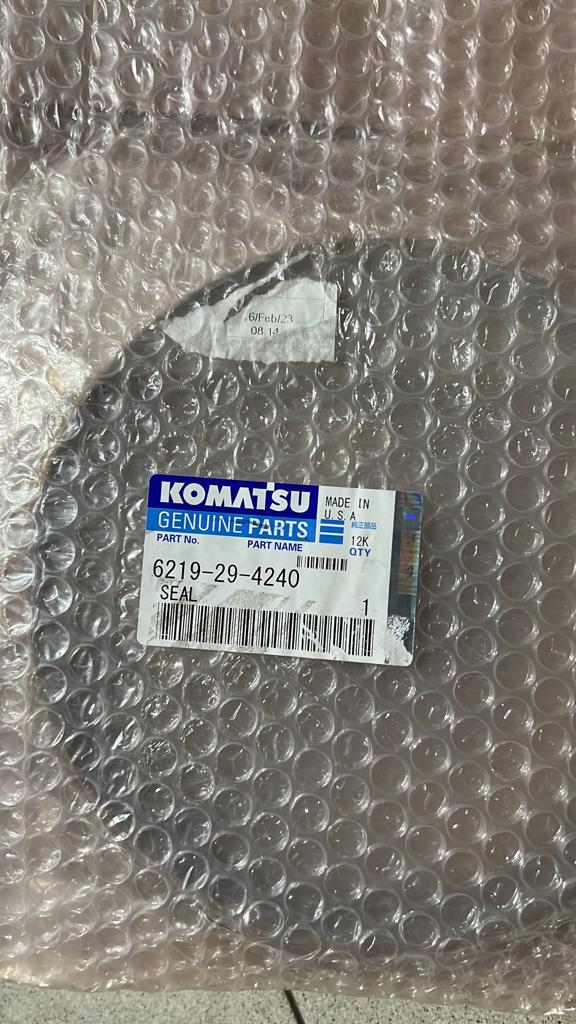 6/Feb/23
08 14
KOMATSU
GENUINE PARTS
MADE IN
U.S.A
純正部品
PART No.
PART NAME
12K
QTY
6219-29-4240
SEAL
1